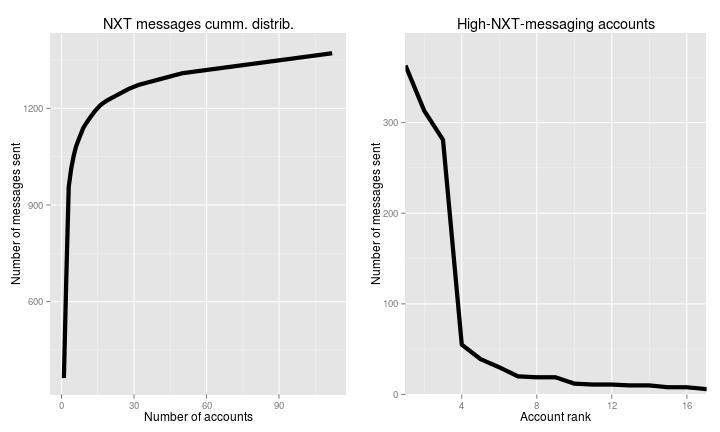 NXT messages cumm. distrib.
Number of messages sent
1200
900
600
0
30
60
90
Number of accounts
High-NXT-messaging accounts
Number of messages sent
300
200
100
0
4
8
12
16
Account rank